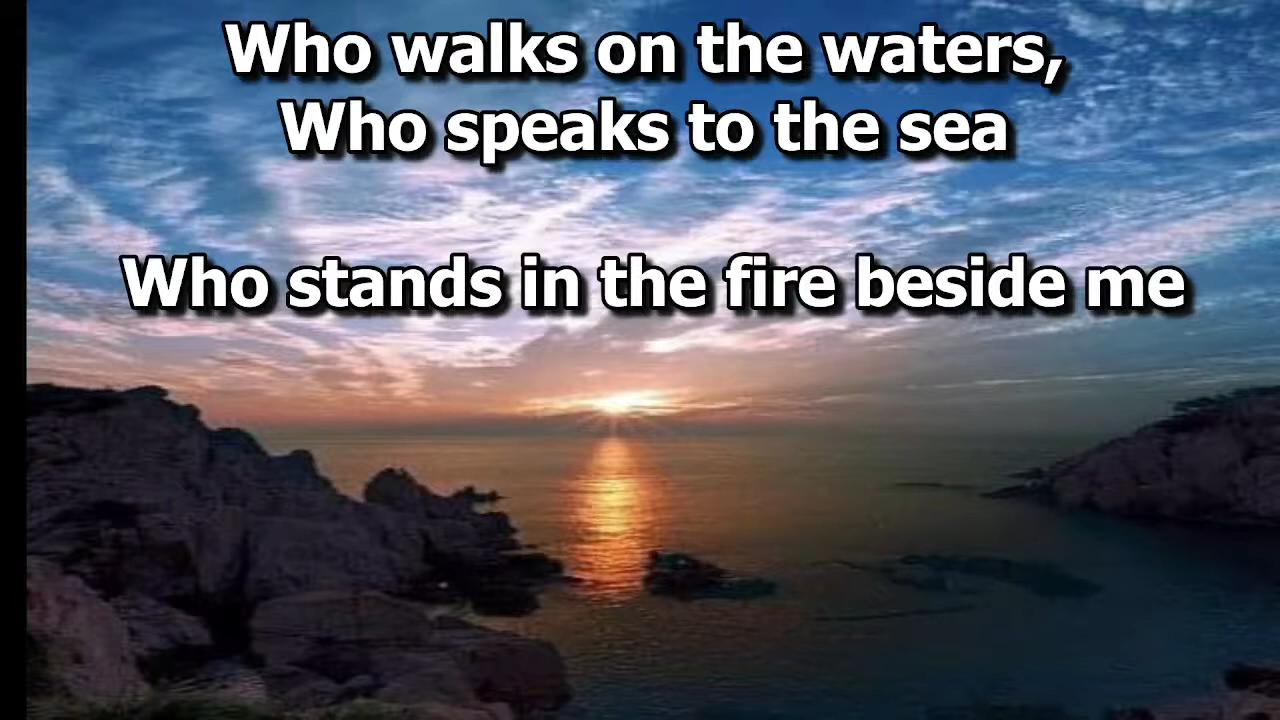 Who walks on the waters,
Who speaks to the sea
Who stands in the fire beside me